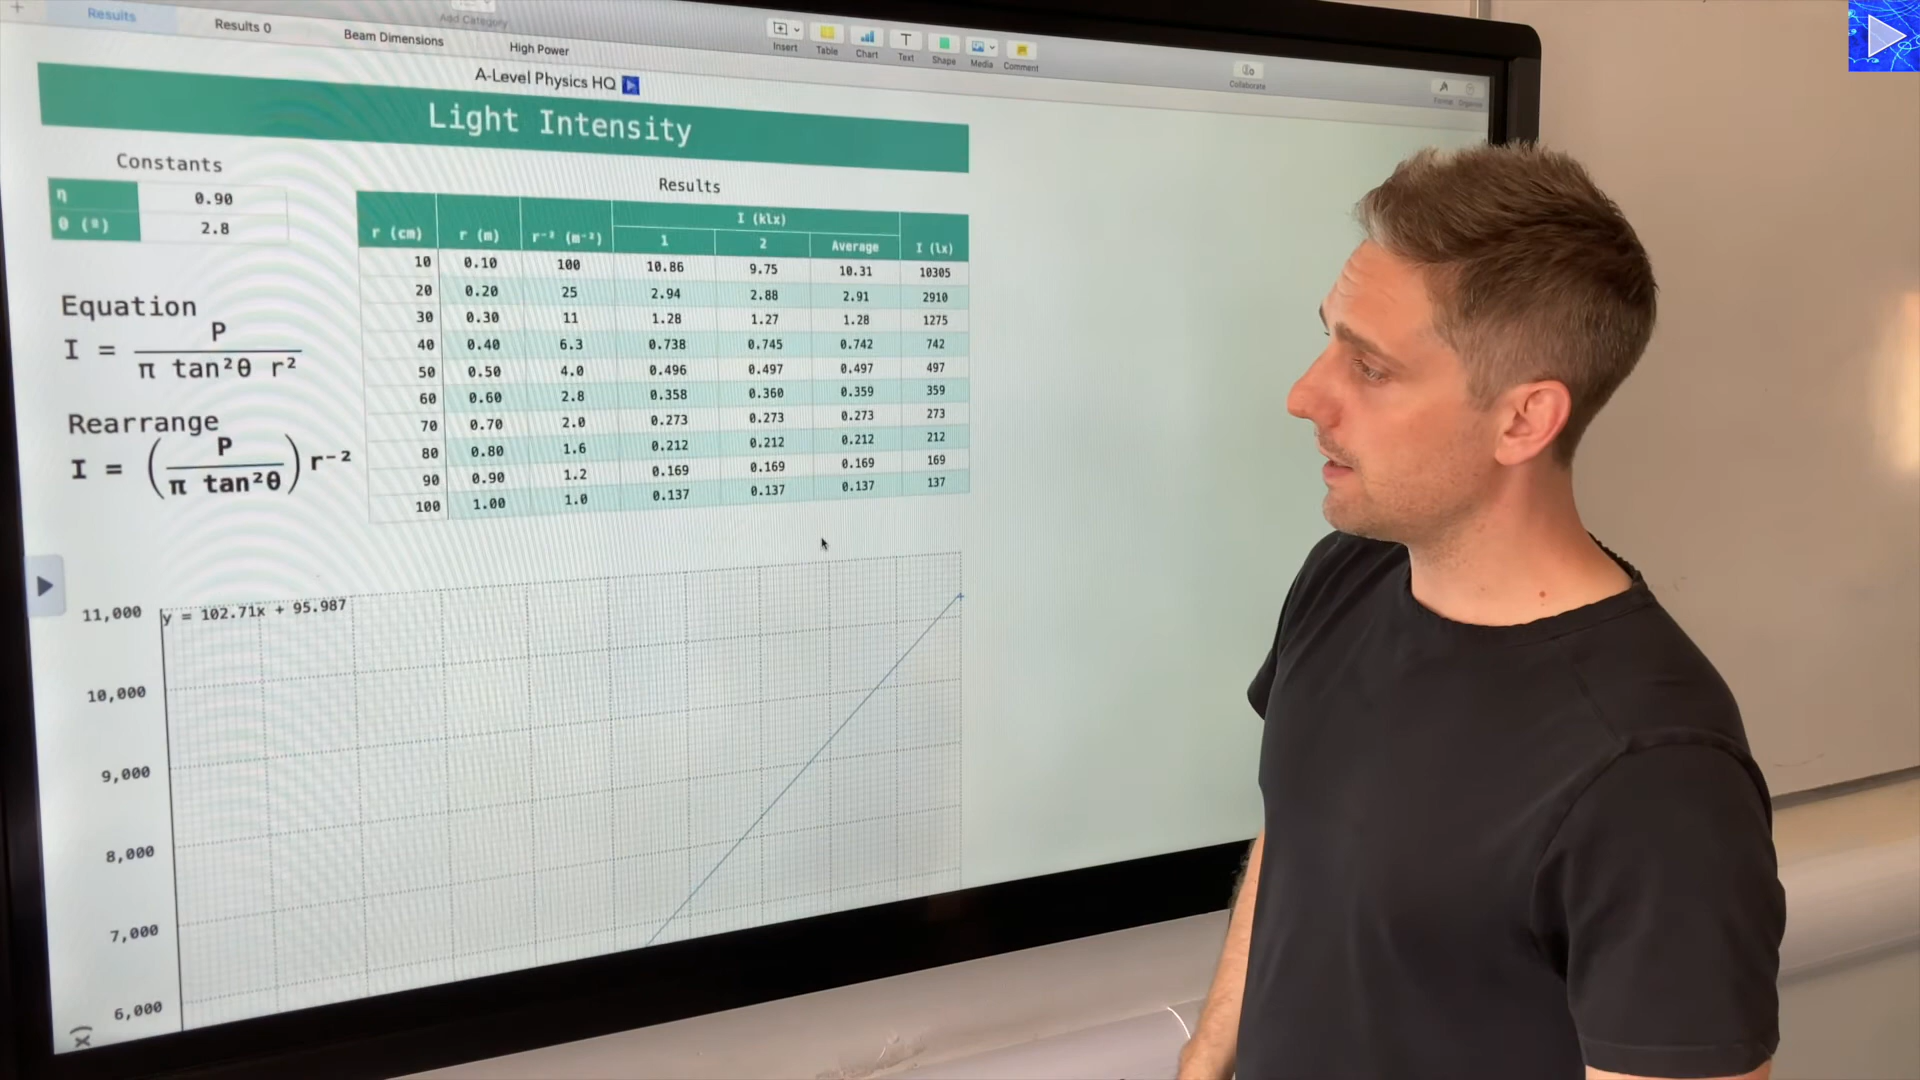 Results
Results 0
Beam Dimensions
High Power
Add Category
Insert
Table
Chart
Text
Shape
Media
Comment
Collaborate
Format
Organise
A-Level Physics HQ
Light Intensity
Constants
η 0.90
θ (º) 2.8
Equation
I = P / π tan²θ r²
Rearrange
I = (P / π tan²θ) r⁻²
Results
r (cm) r (m) r⁻² (m⁻²) I (klx) I (lx)
1 2 Average
10 0.10 100 10.86 9.75 10.31 10305
20 0.20 25 2.94 2.88 2.91 2910
30 0.30 11 1.28 1.27 1.28 1275
40 0.40 6.3 0.738 0.745 0.742 742
50 0.50 4.0 0.496 0.497 0.497 497
60 0.60 2.8 0.358 0.360 0.359 359
70 0.70 2.0 0.273 0.273 0.273 273
80 0.80 1.6 0.212 0.212 0.212 212
90 0.90 1.2 0.169 0.169 0.169 169
100 1.00 1.0 0.137 0.137 0.137 137
y = 102.71x + 95.987
11,000
10,000
9,000
8,000
7,000
6,000
x)